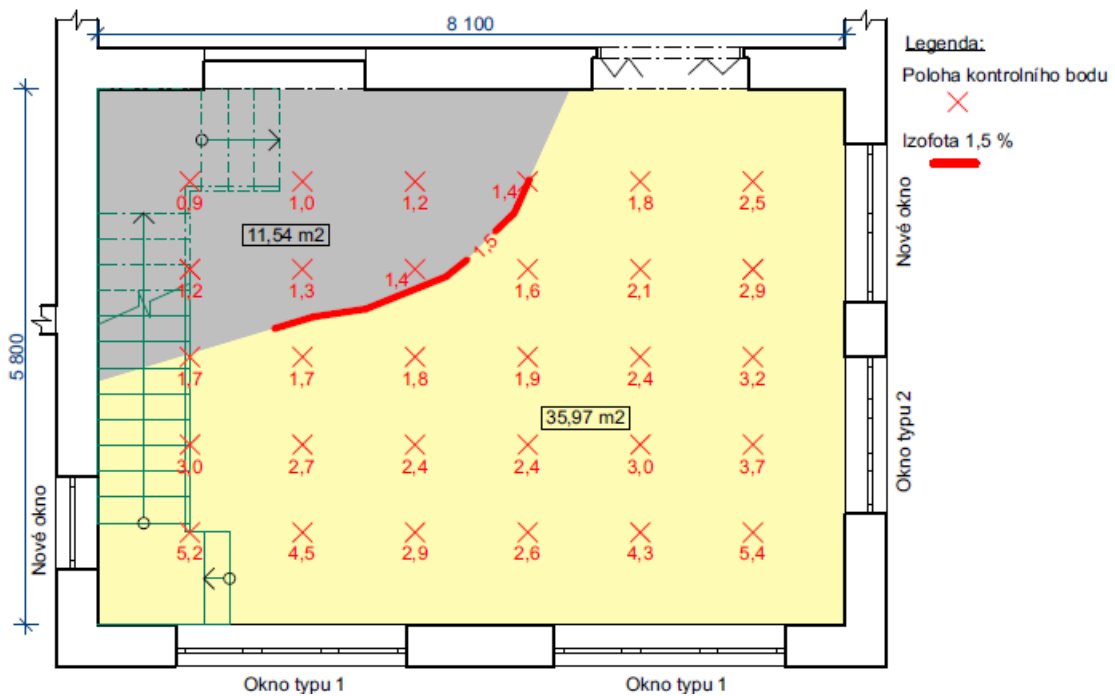 8 100
Legenda:
Poloha kontrolního bodu
Izofota 1,5 %
1,4
0,9 1,0 1,2 1,8 2,5
11,54 m2
1,5
1,4
1,2 1,3 1,6 2,1 2,9
Nové okno
5 800
1,7 1,7 1,8 1,9 2,4 3,2
35,97 m2
Okno typu 2
3,0 2,7 2,4 2,4 3,0 3,7
Nové okno
5,2 4,5 2,9 2,6 4,3 5,4
Okno typu 1 Okno typu 1